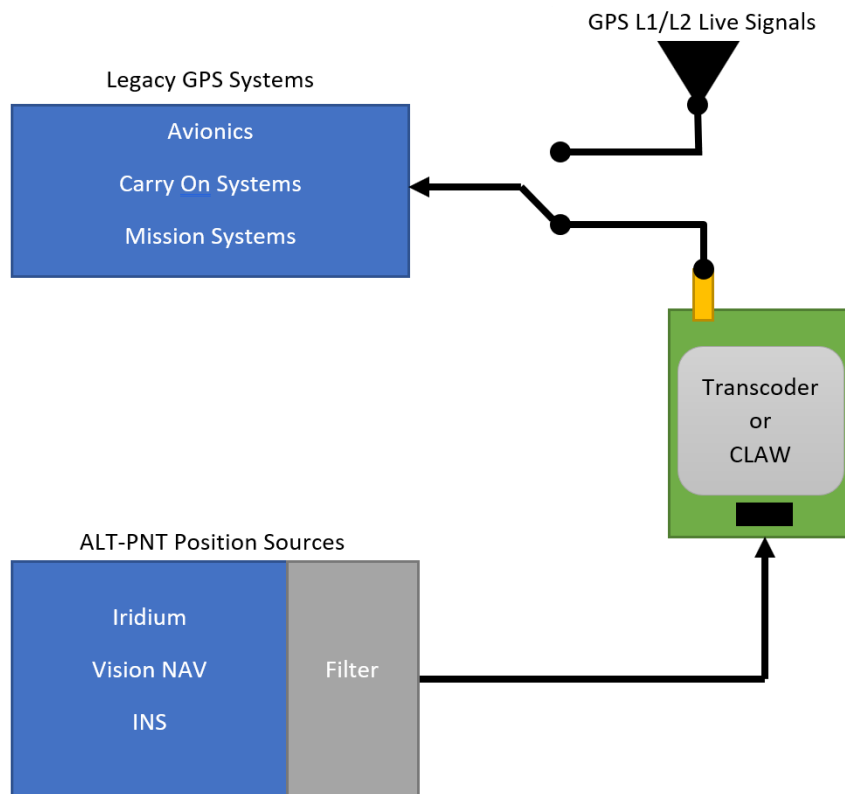 GPS L1/L2 Live Signals
Legacy GPS Systems
Avionics
Carry On Systems
Mission Systems
Transcoder
or
CLAW
ALT-PNT Position Sources
Iridium
Vision NAV
INS
Filter